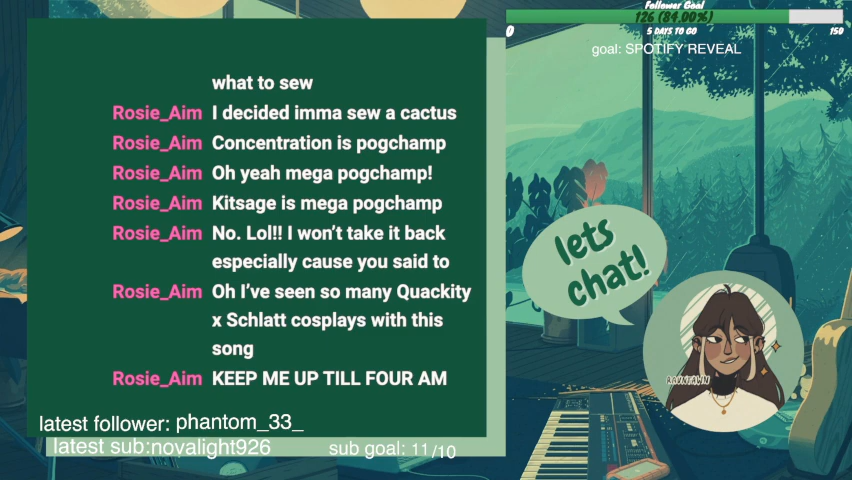 Follower Goal
126 (84.00%)
0
5 DAYS TO GO
150
goal: SPOTIFY REVEAL
what to sew
Rosie_Aim I decided imma sew a cactus
Rosie_Aim Concentration is pogchamp
Rosie_Aim Oh yeah mega pogchamp!
Rosie_Aim Kitsage is mega pogchamp
Rosie_Aim No. Lol!! I won’t take it back
especially cause you said to
Rosie_Aim Oh I’ve seen so many Quackity
x Schlatt cosplays with this
song
Rosie_Aim KEEP ME UP TILL FOUR AM
lets
chat!
latest follower: phantom_33_
latest sub:novalight926
sub goal: 11/10